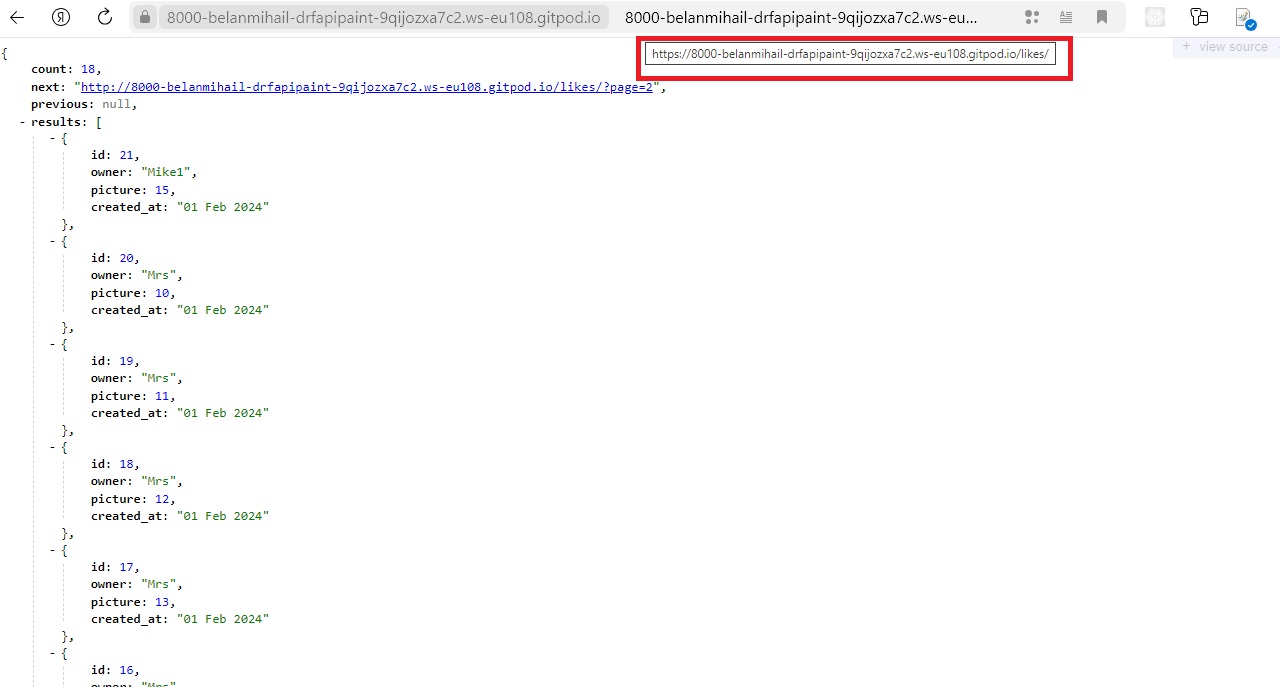 Я 8000-belanmihail-drfapipaint-9qijozxa7c2.ws-eu108.gitpod.io 8000-belanmihail-drfapipaint-9qijozxa7c2.ws-eu...
https://8000-belanmihail-drfapipaint-9qijozxa7c2.ws-eu108.gitpod.io/likes/
+ view source
{
count: 18,
next: "http://8000-belanmihail-drfapipaint-9qijozxa7c2.ws-eu108.gitpod.io/likes/?page=2",
previous: null,
- results: [
- {
id: 21,
owner: "Mike1",
picture: 15,
created_at: "01 Feb 2024"
},
- {
id: 20,
owner: "Mrs",
picture: 10,
created_at: "01 Feb 2024"
},
- {
id: 19,
owner: "Mrs",
picture: 11,
created_at: "01 Feb 2024"
},
- {
id: 18,
owner: "Mrs",
picture: 12,
created_at: "01 Feb 2024"
},
- {
id: 17,
owner: "Mrs",
picture: 13,
created_at: "01 Feb 2024"
},
- {
id: 16,
owner: "Mrs"